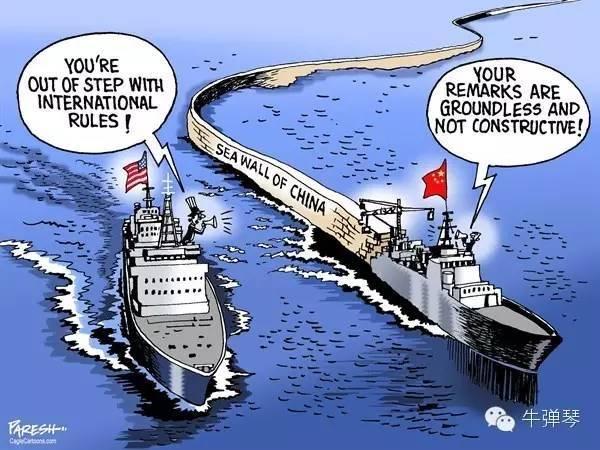 YOU'RE
OUT OF STEP WITH
INTERNATIONAL
RULES!
YOUR
REMARKS ARE
GROUNDLESS AND
NOT CONSTRUCTIVE!
SEA WALL OF CHINA
PARESH
CagleCartoons.com
牛弹琴